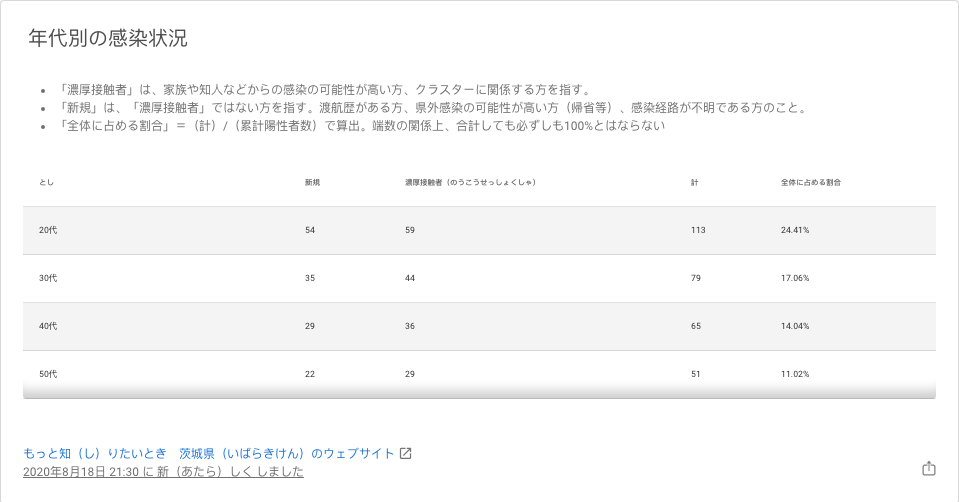 年代別の感染状況
「濃厚接触者」は、家族や知人などからの感染の可能性が高い方、クラスターに関係する方を指す。
「新規」は、「濃厚接触者」ではない方を指す。渡航歴がある方、県外感染の可能性が高い方（帰省等）、感染経路が不明である方のこと。
「全体に占める割合」＝（計）/（累計陽性者数）で算出。端数の関係上、合計しても必ずしも100%とはならない
とし 新規 濃厚接触者（のうこうせっしょくしゃ） 計 全体に占める割合
20代 54 59 113 24.41%
30代 35 44 79 17.06%
40代 29 36 65 14.04%
50代 22 29 51 11.02%
もっと知（し）りたいとき　茨城県（いばらきけん）のウェブサイト
2020年8月18日 21:30 に 新（あたら）しく しました